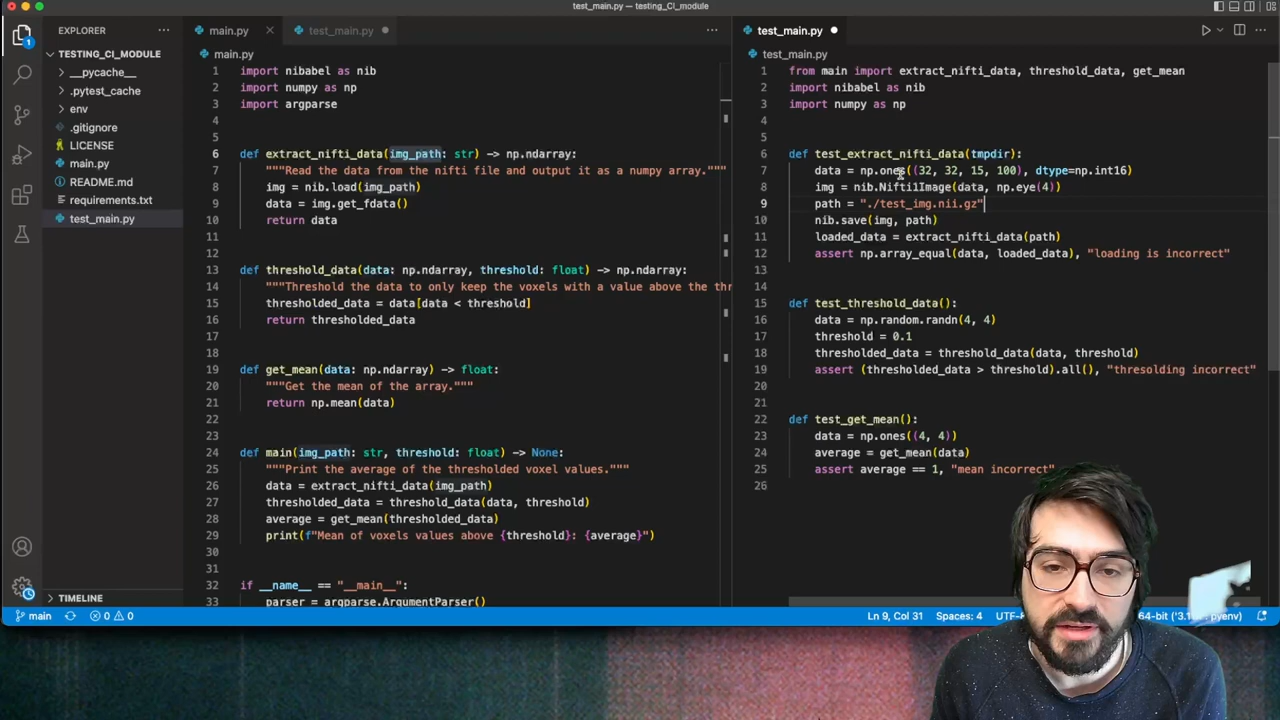 test_main.py — testing_CI_module
EXPLORER
TESTING_CI_MODULE
__pycache__
.pytest_cache
env
.gitignore
LICENSE
main.py
README.md
requirements.txt
test_main.py
TIMELINE
main.py
test_main.py
main.py
1 import nibabel as nib
2 import numpy as np
3 import argparse
4
5
6 def extract_nifti_data(img_path: str) -> np.ndarray:
7 """Read the data from the nifti file and output it as a numpy array."""
8 img = nib.load(img_path)
9 data = img.get_fdata()
10 return data
11
12
13 def threshold_data(data: np.ndarray, threshold: float) -> np.ndarray:
14 """Threshold the data to only keep the voxels with a value above the thr
15 thresholded_data = data[data < threshold]
16 return thresholded_data
17
18
19 def get_mean(data: np.ndarray) -> float:
20 """Get the mean of the array."""
21 return np.mean(data)
22
23
24 def main(img_path: str, threshold: float) -> None:
25 """Print the average of the thresholded voxel values."""
26 data = extract_nifti_data(img_path)
27 thresholded_data = threshold_data(data, threshold)
28 average = get_mean(thresholded_data)
29 print(f"Mean of voxels values above {threshold}: {average}")
30
31
32 if __name__ == "__main__":
33 parser = argparse.ArgumentParser()
test_main.py
test_main.py
1 from main import extract_nifti_data, threshold_data, get_mean
2 import nibabel as nib
3 import numpy as np
4
5
6 def test_extract_nifti_data(tmpdir):
7 data = np.ones((32, 32, 15, 100), dtype=np.int16)
8 img = nib.Nifti1Image(data, np.eye(4))
9 path = "./test_img.nii.gz"
10 nib.save(img, path)
11 loaded_data = extract_nifti_data(path)
12 assert np.array_equal(data, loaded_data), "loading is incorrect"
13
14
15 def test_threshold_data():
16 data = np.random.randn(4, 4)
17 threshold = 0.1
18 thresholded_data = threshold_data(data, threshold)
19 assert (thresholded_data > threshold).all(), "thresolding incorrect"
20
21
22 def test_get_mean():
23 data = np.ones((4, 4))
24 average = get_mean(data)
25 assert average == 1, "mean incorrect"
26
1
main
0 0
Ln 9, Col 31
Spaces: 4
UTF-
64-bit ('3.1 pyenv)